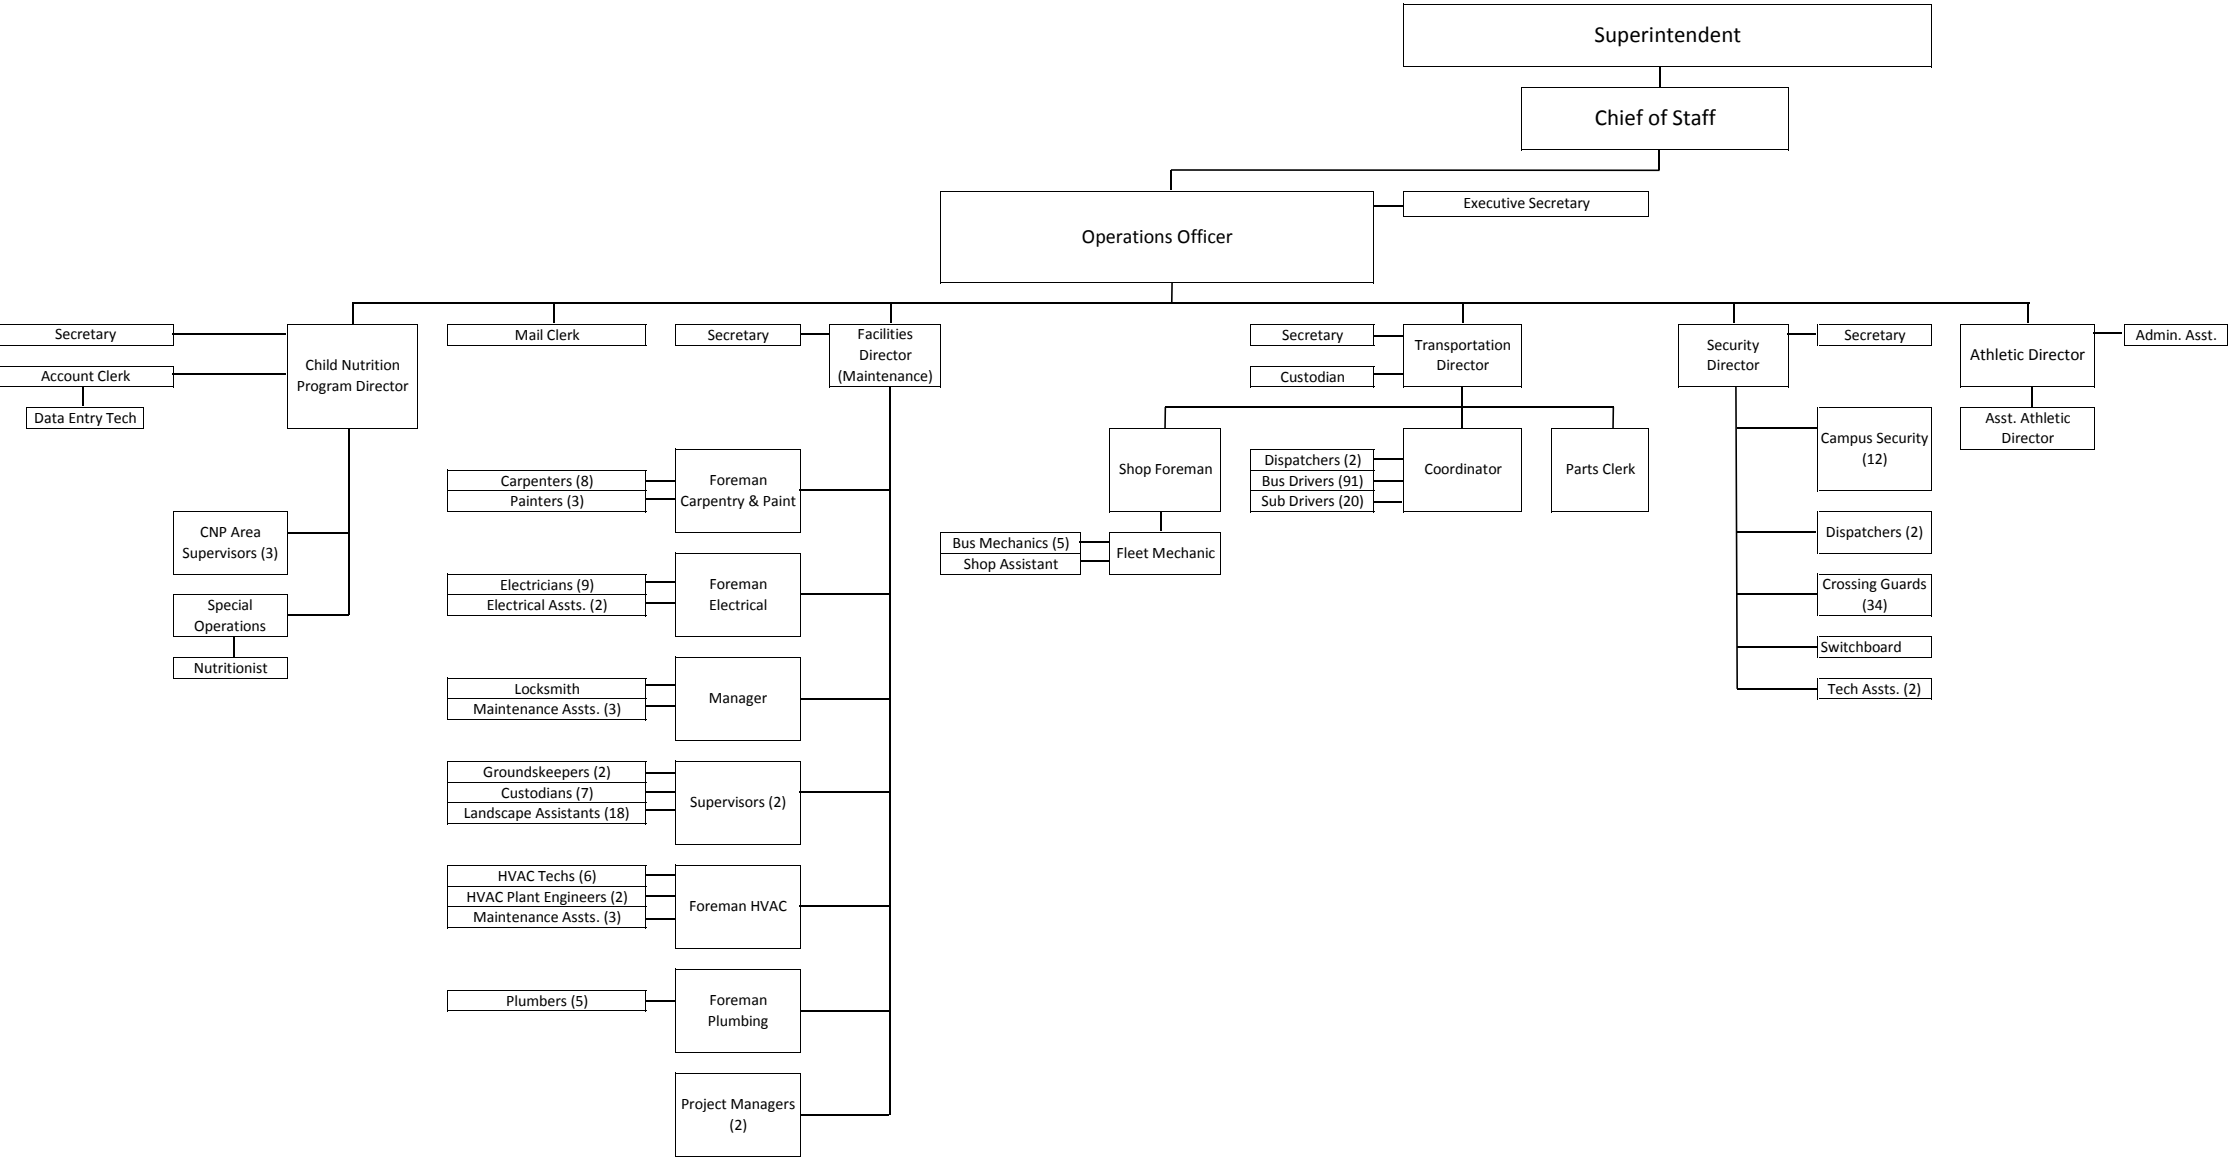 Superintendent
Chief of Staff
Executive Secretary
Operations Officer
Secretary
Account Clerk
Data Entry Tech
Child Nutrition
Program Director
CNP Area
Supervisors (3)
Special
Operations
Nutritionist
Mail Clerk
Secretary
Facilities
Director
(Maintenance)
Carpenters (8)
Painters (3)
Foreman
Carpentry & Paint
Electricians (9)
Electrical Assts. (2)
Foreman
Electrical
Locksmith
Maintenance Assts. (3)
Manager
Groundskeepers (2)
Custodians (7)
Landscape Assistants (18)
Supervisors (2)
HVAC Techs (6)
HVAC Plant Engineers (2)
Maintenance Assts. (3)
Foreman HVAC
Plumbers (5)
Foreman
Plumbing
Project Managers
(2)
Secretary
Custodian
Transportation
Director
Shop Foreman
Bus Mechanics (5)
Shop Assistant
Fleet Mechanic
Dispatchers (2)
Bus Drivers (91)
Sub Drivers (20)
Coordinator
Parts Clerk
Security
Director
Secretary
Campus Security
(12)
Dispatchers (2)
Crossing Guards
(34)
Switchboard
Tech Assts. (2)
Athletic Director
Admin. Asst.
Asst. Athletic
Director